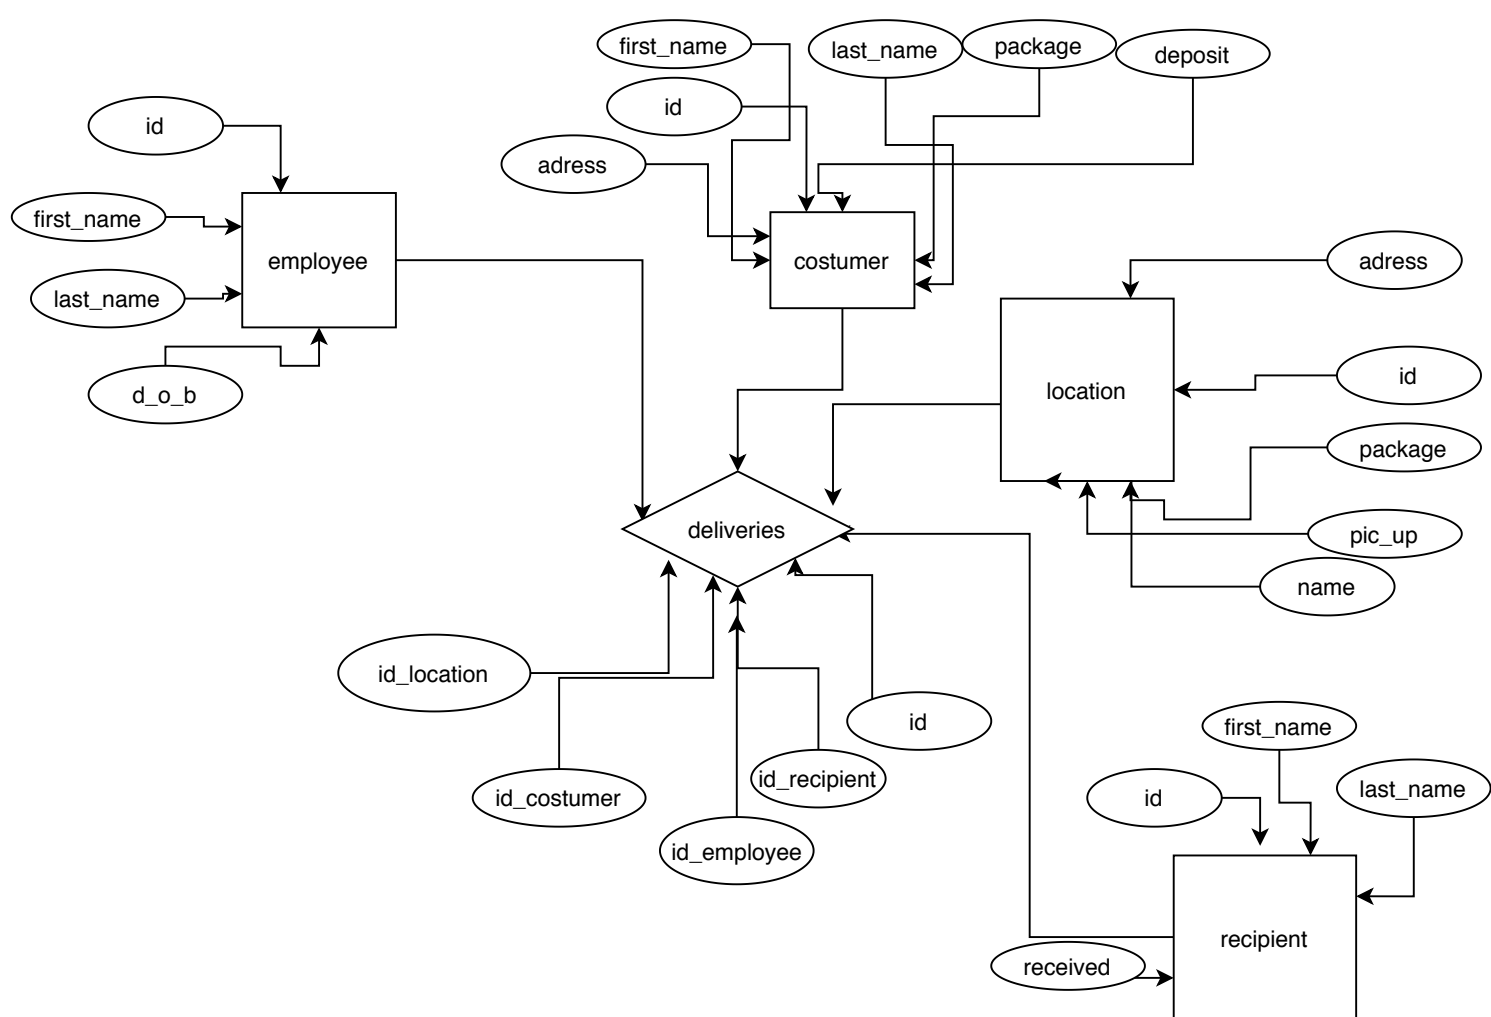 first_name
last_name
package
deposit
id
id
adress
first_name
employee
costumer
adress
last_name
location
id
d_o_b
package
deliveries
pic_up
name
id_location
id
first_name
id_recipient
id_costumer
id
last_name
id_employee
recipient
received